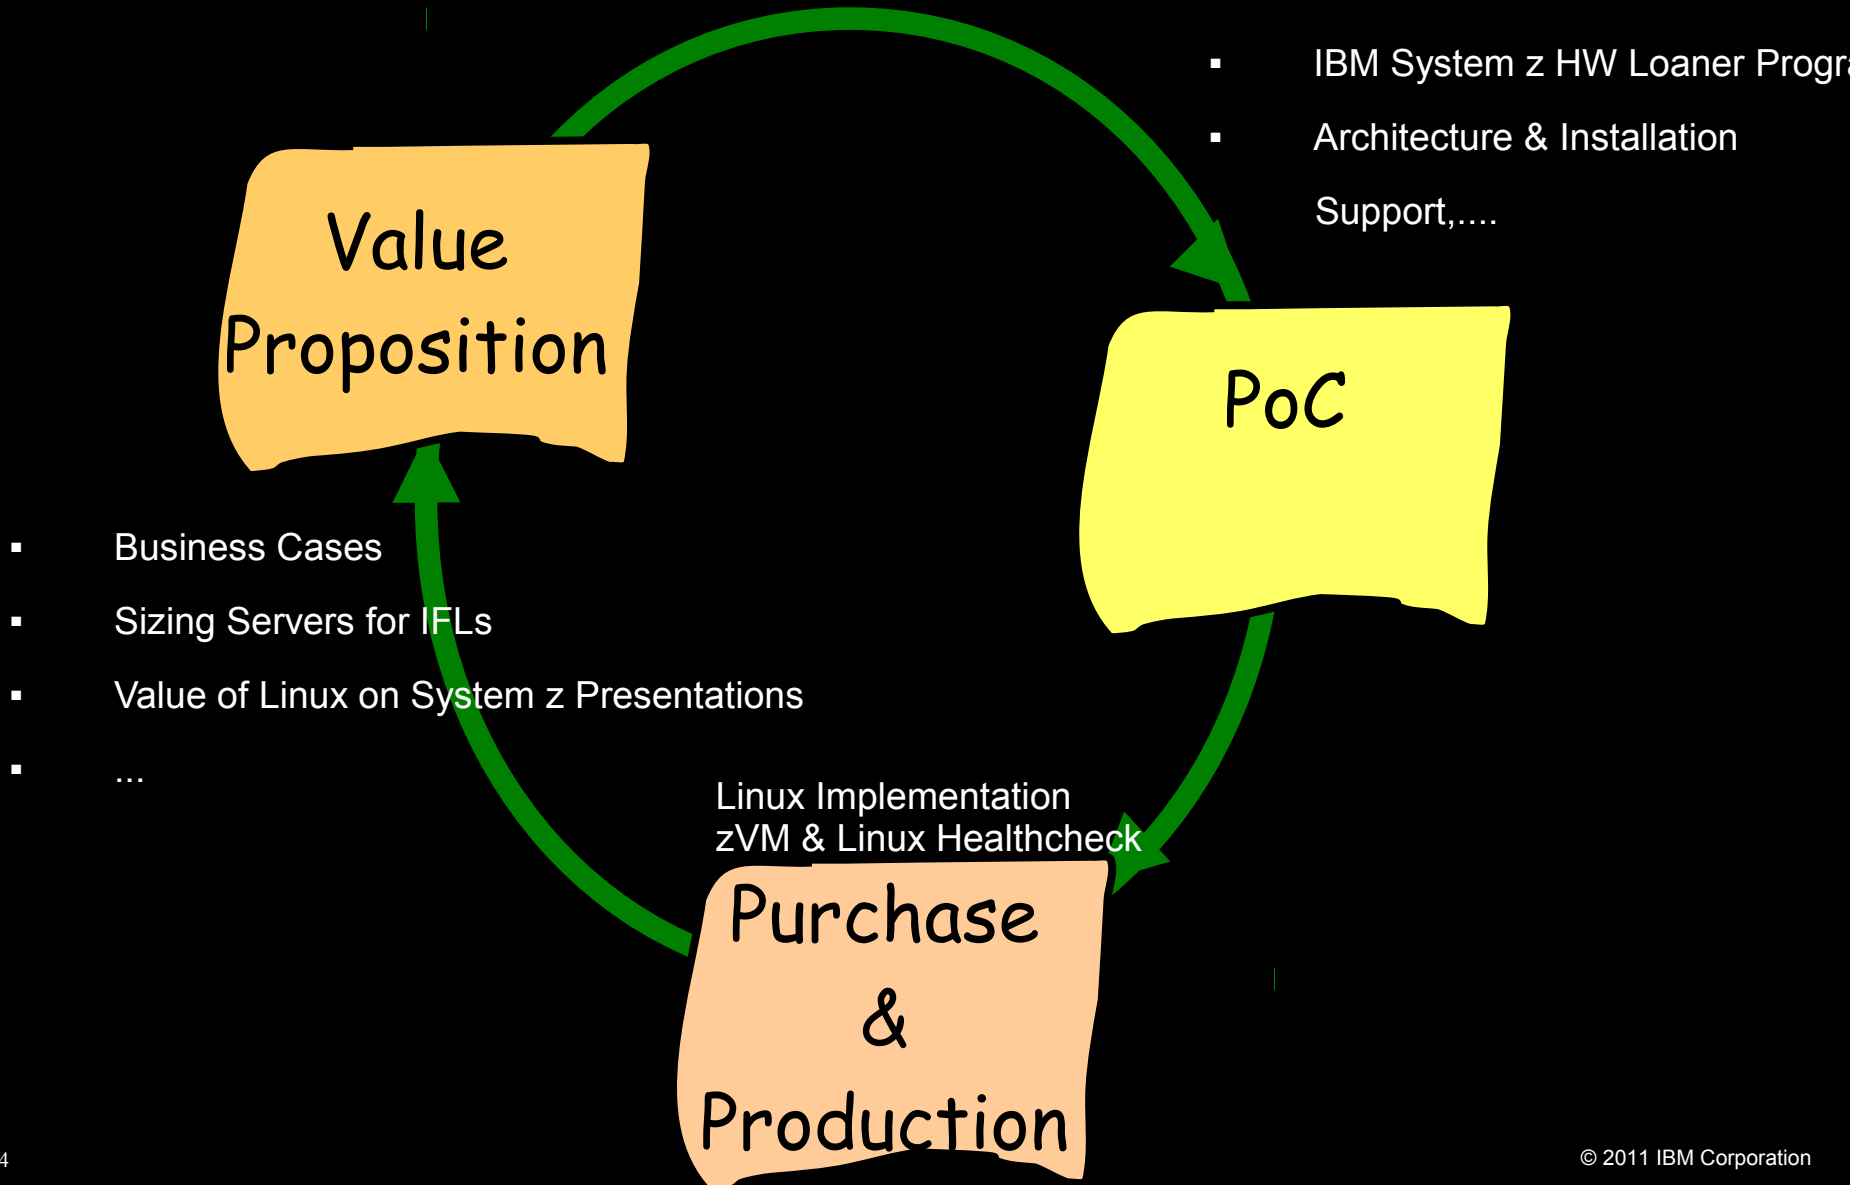 ▪ IBM System z HW Loaner
▪ Architecture & Installation
Support,....
Value
Proposition
PoC
▪ Business Cases
▪ Sizing Servers for IFLs
▪ Value of Linux on System z Presentations
▪ ...
Linux Implementation
zVM & Linux Healthcheck
Purchase
&
Production
4
© 2011 IBM Corporation